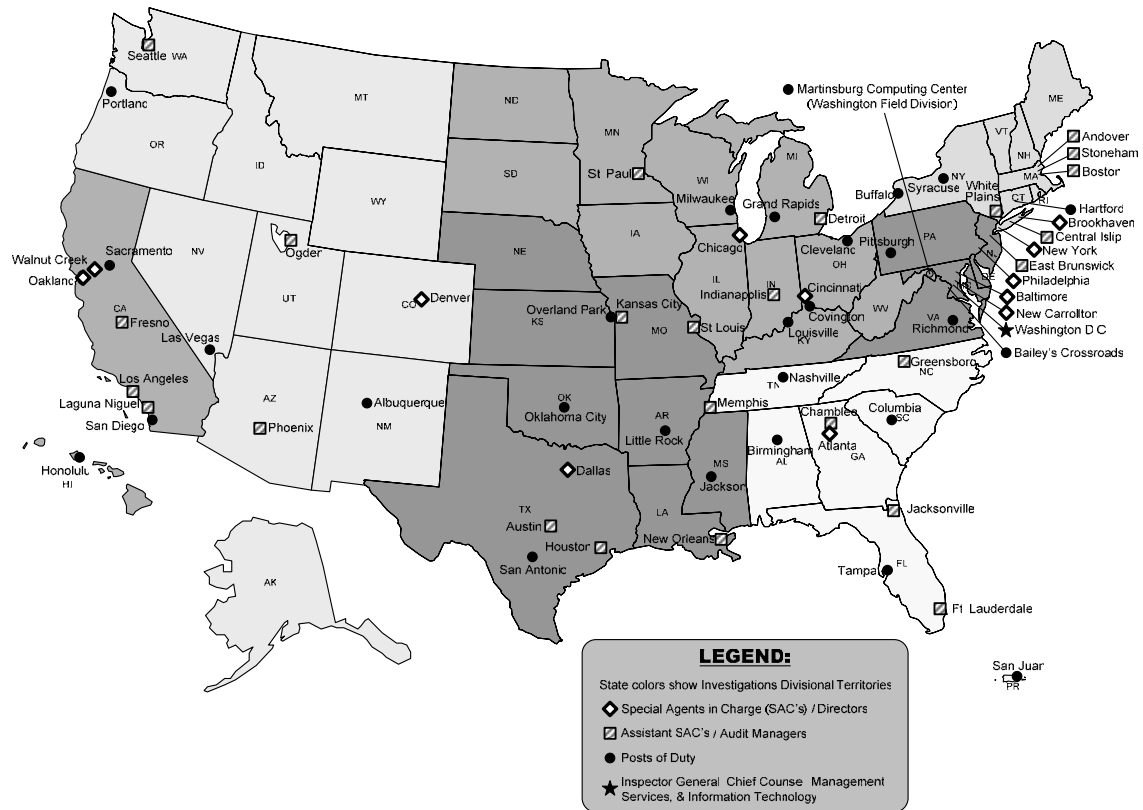 Seattle
WA
Portland
OR
MT
ID
WY
ND
SD
NE
MN
St Paul
WI
Milwaukee
MI
Grand Rapids
Detroit
IA
Martinsburg Computing Center
(Washington Field Division)
ME
VT
NH
Andover
Stoneham
Boston
MA
NY
Syracuse
Buffalo
White
Plains
CT
RI
Hartford
Brookhaven
Central Islip
New York
East Brunswick
Philadelphia
Baltimore
New Carrollton
Washington D C
Bailey's Crossroads
Sacramento
Walnut Creek
NV
Ogder
UT
CA
Fresno
Las Vegas
CO
Denver
Los Angeles
Laguna Niguel
San Diego
AZ
Phoenix
Albuquerque
NM
Honolulu
HI
AK
Overland Park
KS
Kansas City
MO
St Louis
Chicago
IL
Indianapolis
IN
Cleveland
OH
Cincinnati
Covington
Louisville
KY
Pittsburgh
PA
WV
DE
VA
Richmond
Greensboro
NC
Nashville
TN
Memphis
OK
Oklahoma City
AR
Little Rock
Dallas
TX
Austin
Houston
San Antonic
MS
Jackson
LA
New Orleans
Birmingham
AL
Chamblee
Atlanta
GA
Columbia
SC
Jacksonville
Tampa
FL
Ft Lauderdale
San Juan
PR
LEGEND:
State colors show Investigations Divisional Territories
Special Agents in Charge (SAC's) / Directors
Assistant SAC's / Audit Managers
Posts of Duty
Inspector General Chief Counse Management
Services, & Information Technology